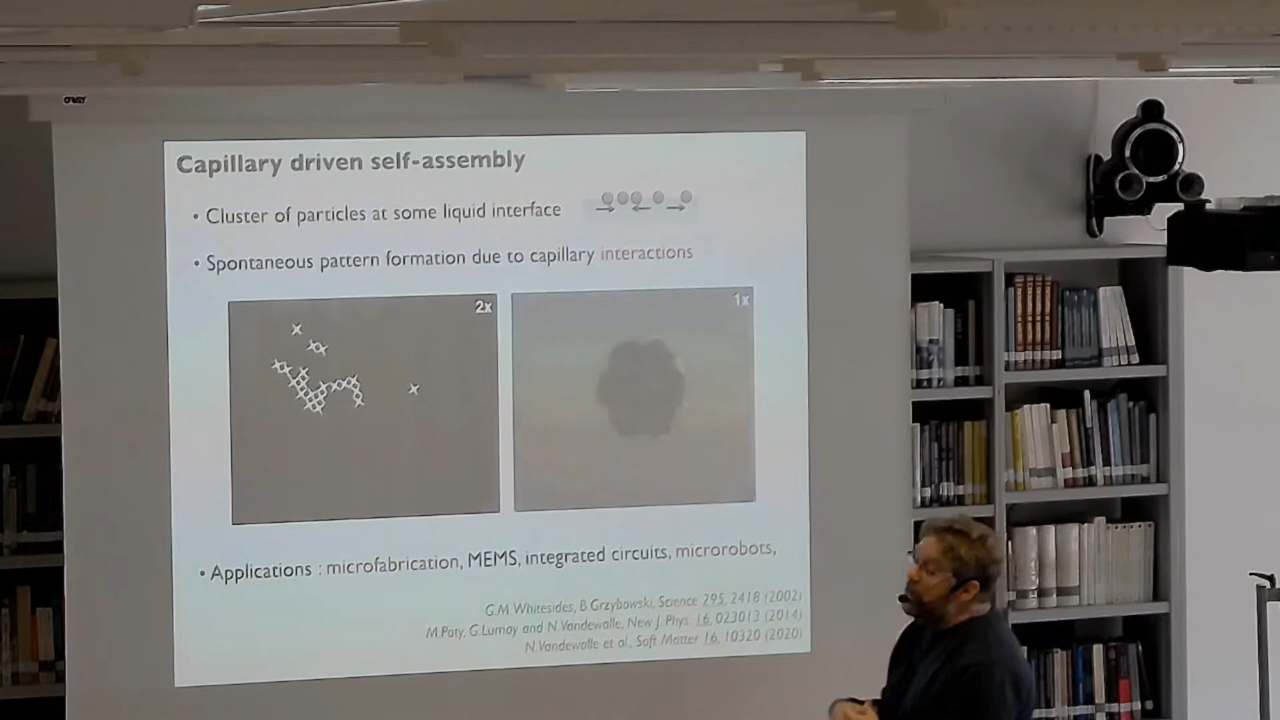 Capillary driven self-assembly
• Cluster of particles at some liquid interface
• Spontaneous pattern formation due to capillary interactions
2x
1x
• Applications : microfabrication, MEMS, integrated circuits, microrobots,
G.M. Whitesides, B. Grzybowski, Science 295, 2418 (2002)
M. Poty, G. Lumay and N. Vandewalle, New J. Phys. 16, 023013 (2014)
N. Vandewalle et al., Soft Matter 16, 10320 (2020)